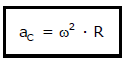 a꜀ = ω² · R